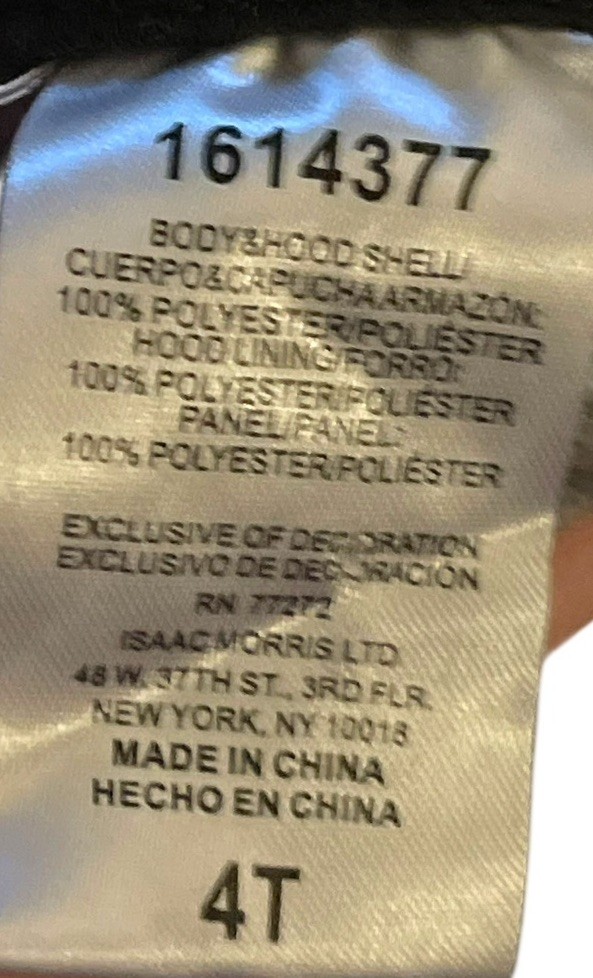 1614377
BODY&HOOD SHELL/
CUERPO&CAPUCHA ARMAZÓN:
100% POLYESTER/POLIÉSTER
HOOD LINING/FORRO:
100% POLYESTER/POLIÉSTER
PANEL/PANEL:
100% POLYESTER/POLIÉSTER
EXCLUSIVE OF DECORATION
EXCLUSIVO DE DECORACIÓN
RN 77272
ISAAC MORRIS LTD
48 W. 37TH ST., 3RD FLR.
NEW YORK, NY 10018
MADE IN CHINA
HECHO EN CHINA
4T